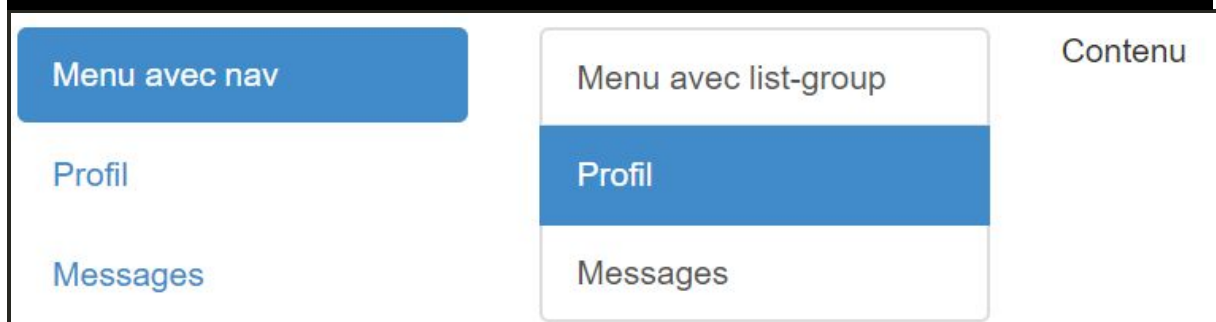 Menu avec nav
Profil
Messages
Menu avec list-group
Profil
Messages
Contenu